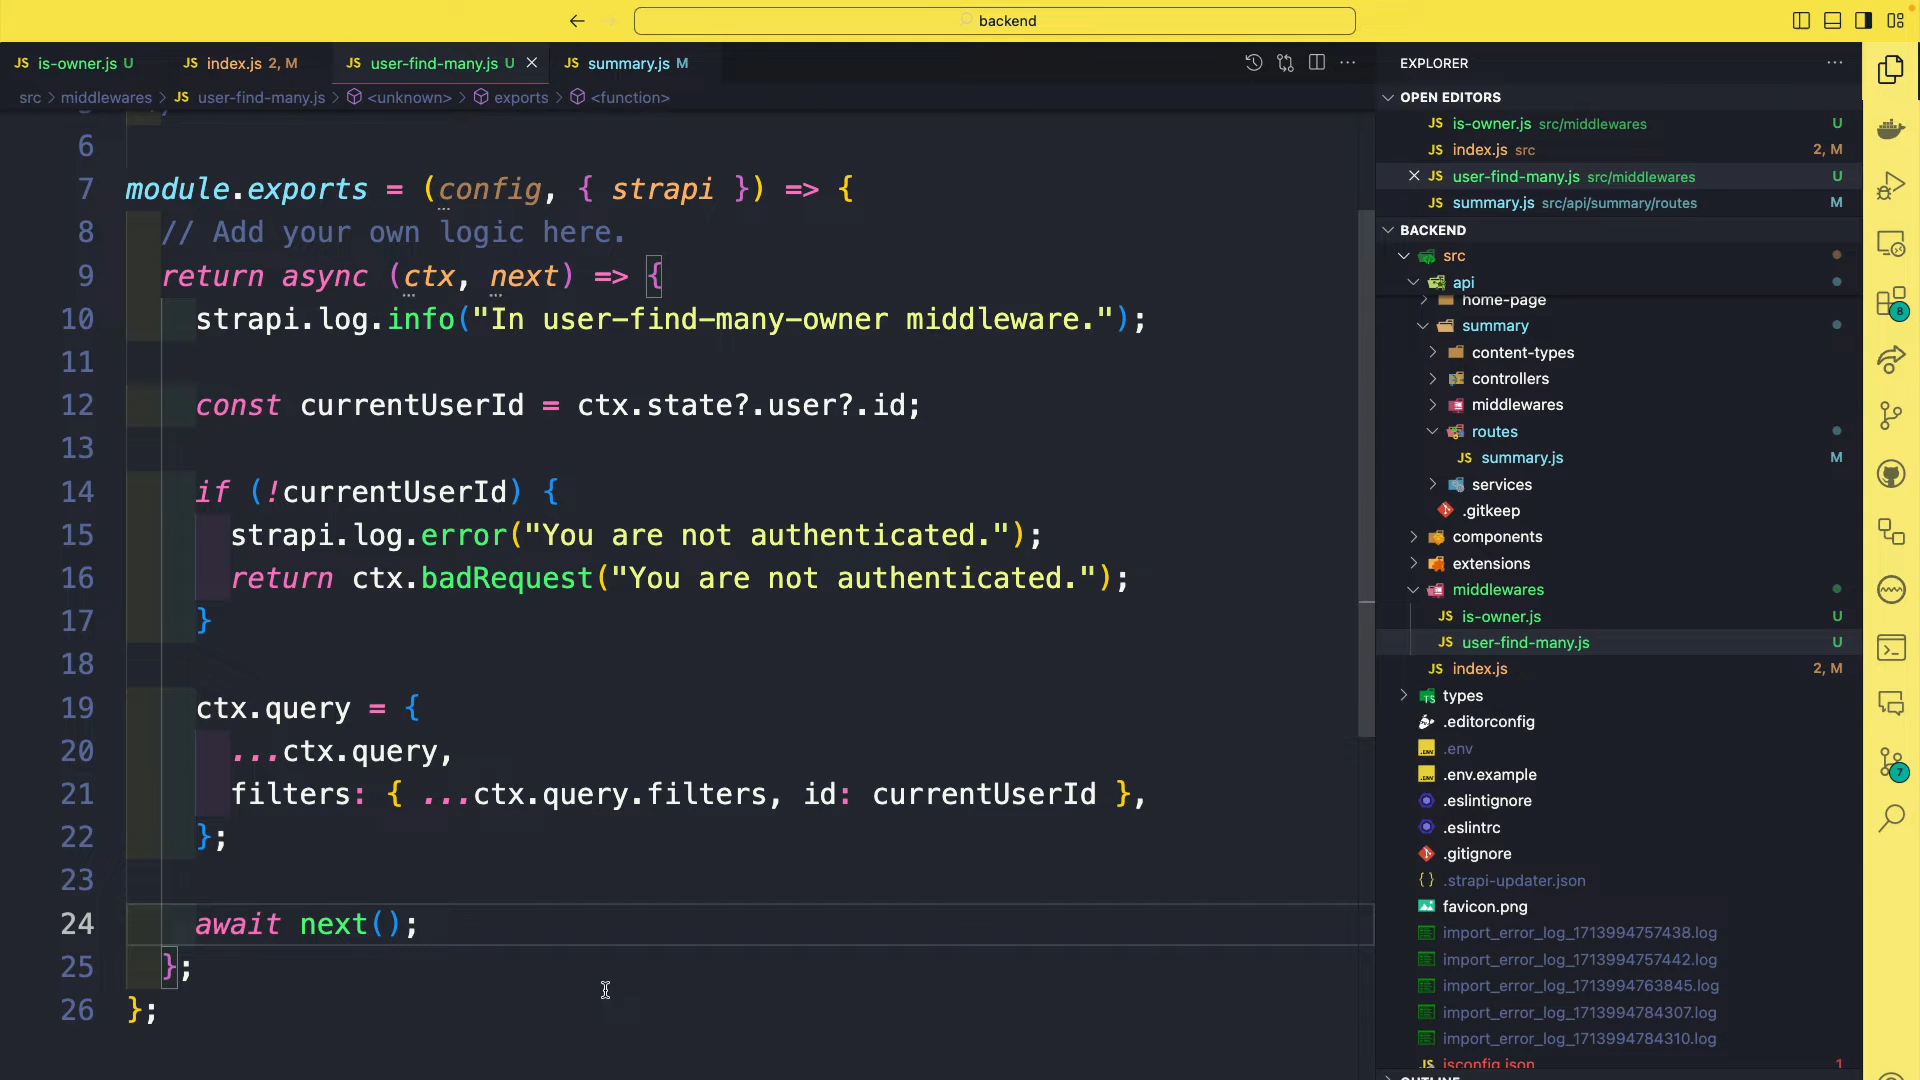 backend
JS is-owner.js U
JS index.js 2, M
JS user-find-many.js U
JS summary.js M
src > middlewares > JS user-find-many.js > <unknown> > exports > <function>
6
7 module.exports = (config, { strapi }) => {
8 // Add your own logic here.
9 return async (ctx, next) => {
10 strapi.log.info("In user-find-many-owner middleware.");
11
12 const currentUserId = ctx.state?.user?.id;
13
14 if (!currentUserId) {
15 strapi.log.error("You are not authenticated.");
16 return ctx.badRequest("You are not authenticated.");
17 }
18
19 ctx.query = {
20 ...ctx.query,
21 filters: { ...ctx.query.filters, id: currentUserId },
22 };
23
24 await next();
25 };
26 };
EXPLORER
OPEN EDITORS
JS is-owner.js src/middlewares U
JS index.js src 2, M
JS user-find-many.js src/middlewares U
JS summary.js src/api/summary/routes M
BACKEND
src
api
home-page
summary
content-types
controllers
middlewares
routes
JS summary.js M
services
.gitkeep
components
extensions
middlewares
JS is-owner.js U
JS user-find-many.js U
JS index.js 2, M
types
.editorconfig
.env
.env.example
.eslintignore
.eslintrc
.gitignore
{} .strapi-updater.json
favicon.png
import_error_log_1713994757438.log
import_error_log_1713994757442.log
import_error_log_1713994763845.log
import_error_log_1713994784307.log
import_error_log_1713994784310.log
JS jsconfig.json 1
OUTLINE
8
7